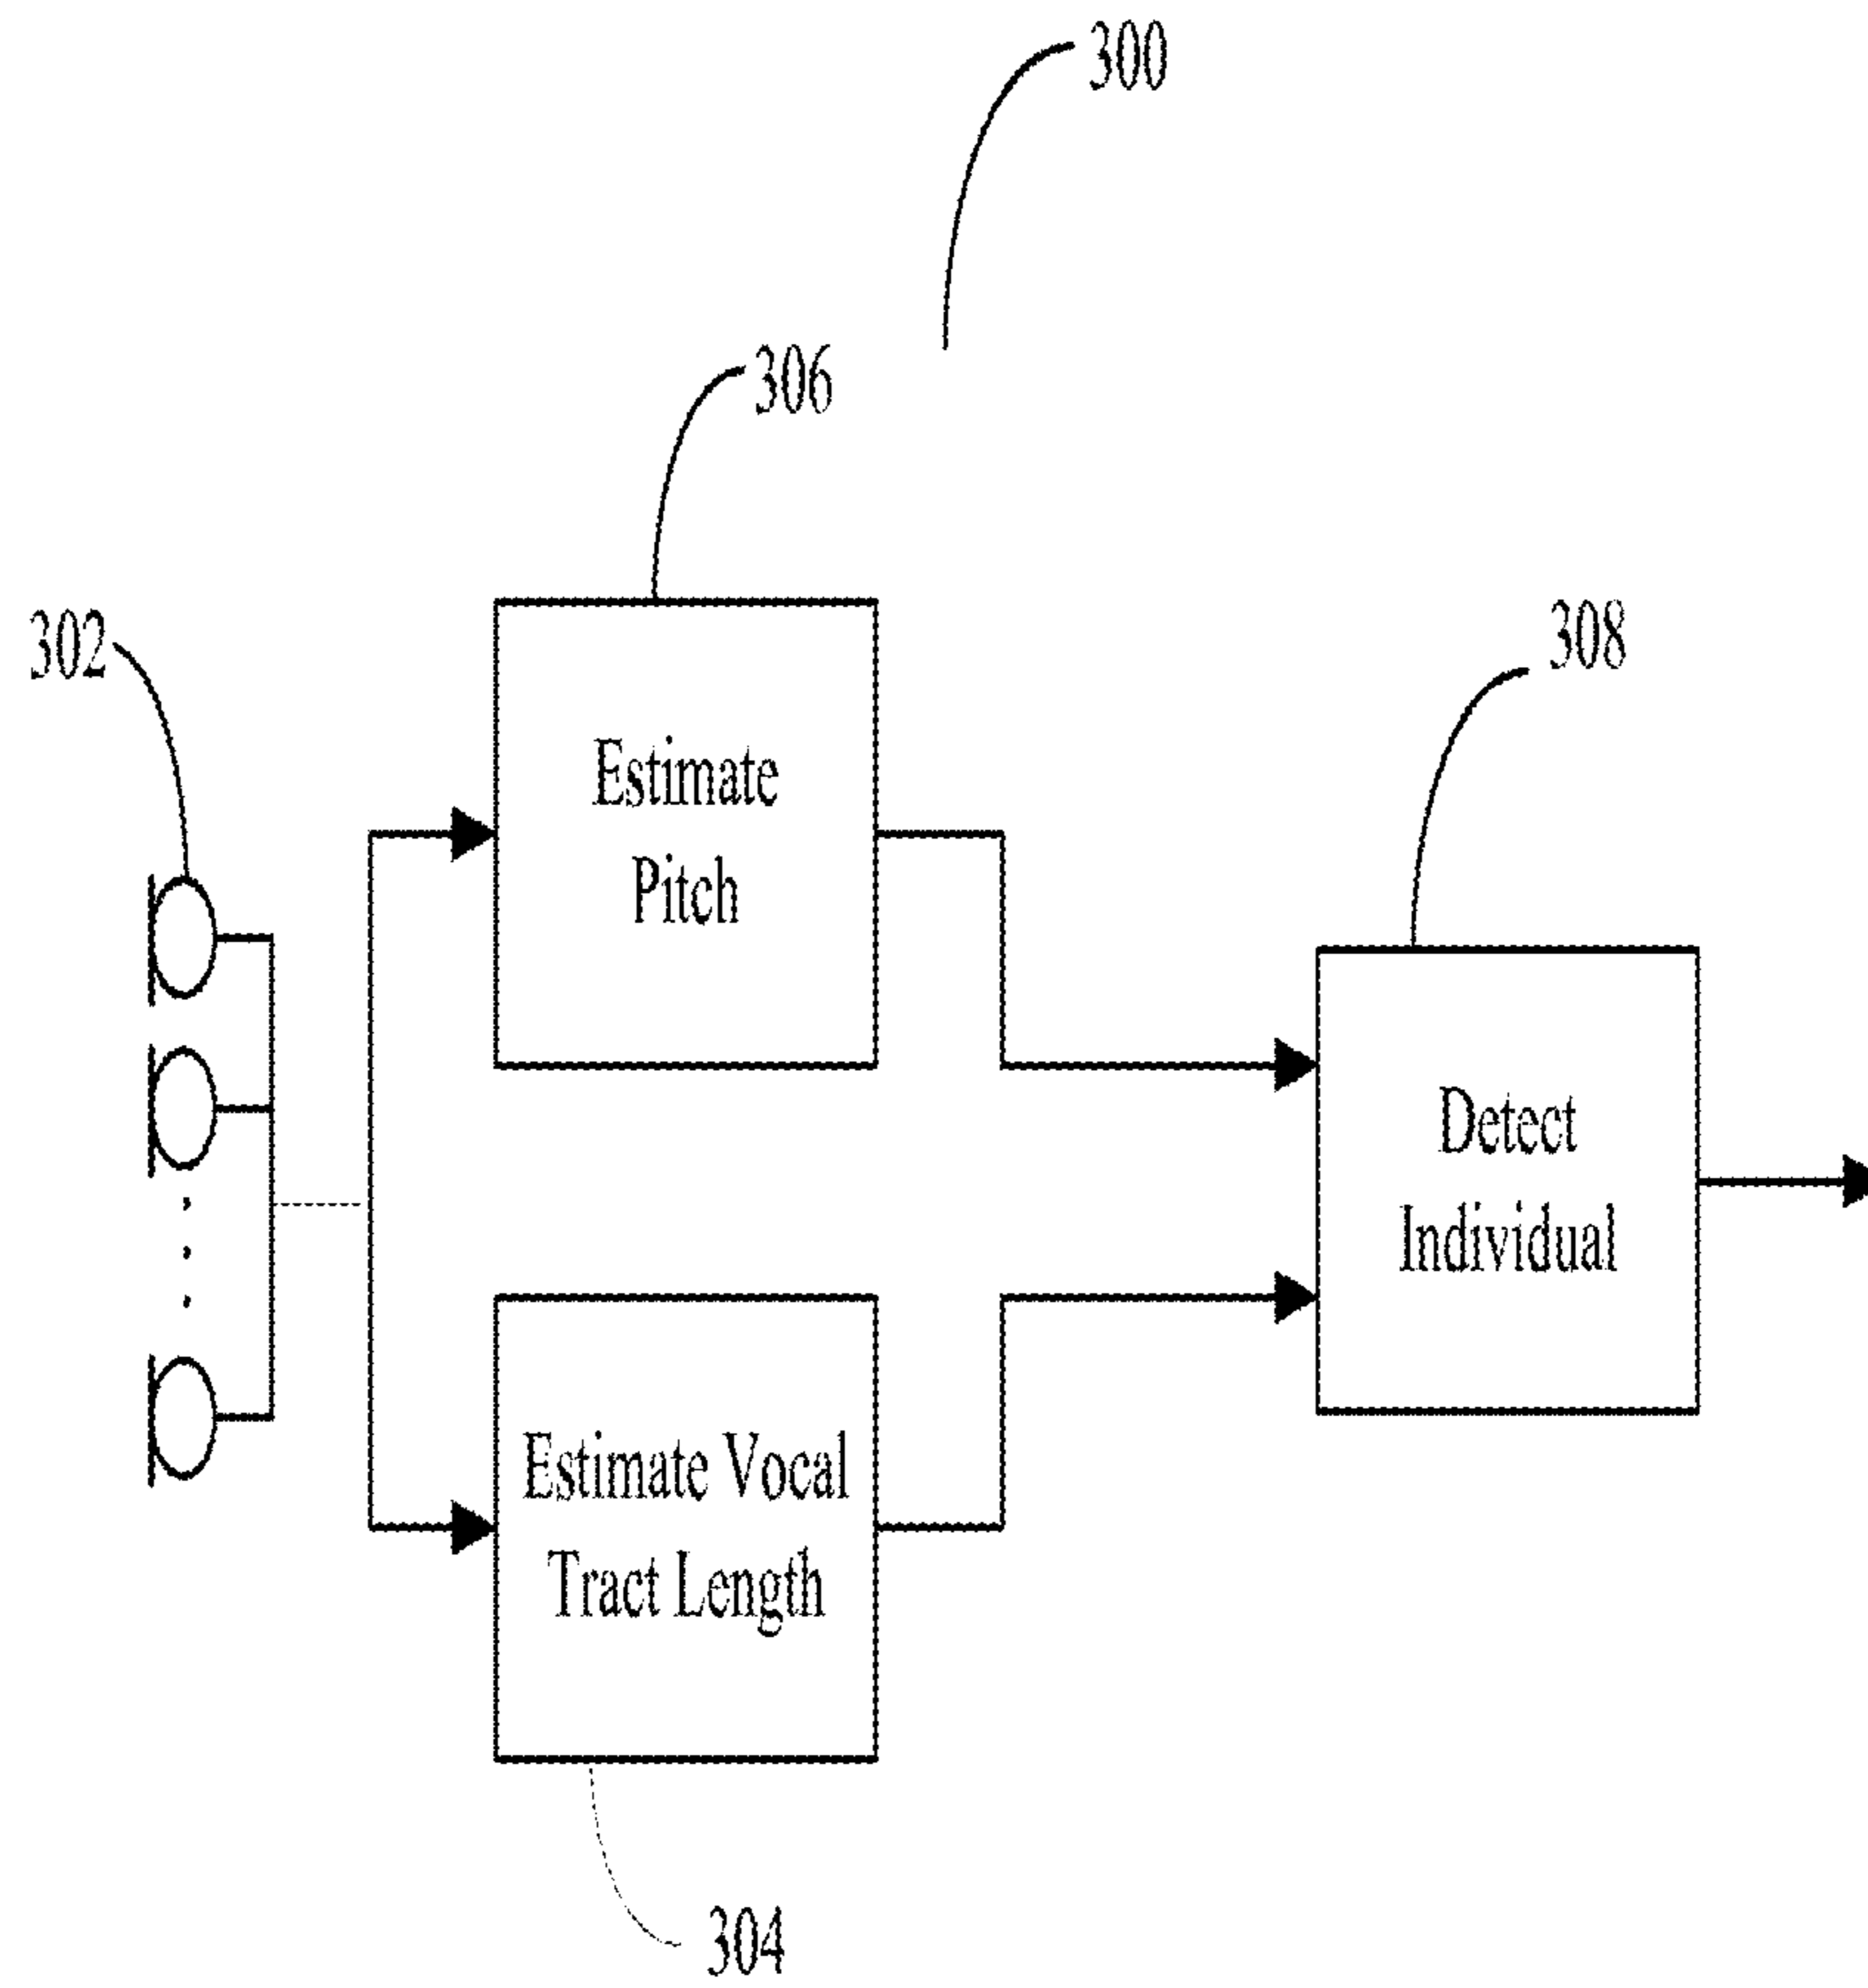 300
306
302
308
Estimate
Pitch
Detect
Individual
Estimate Vocal
Tract Length
304